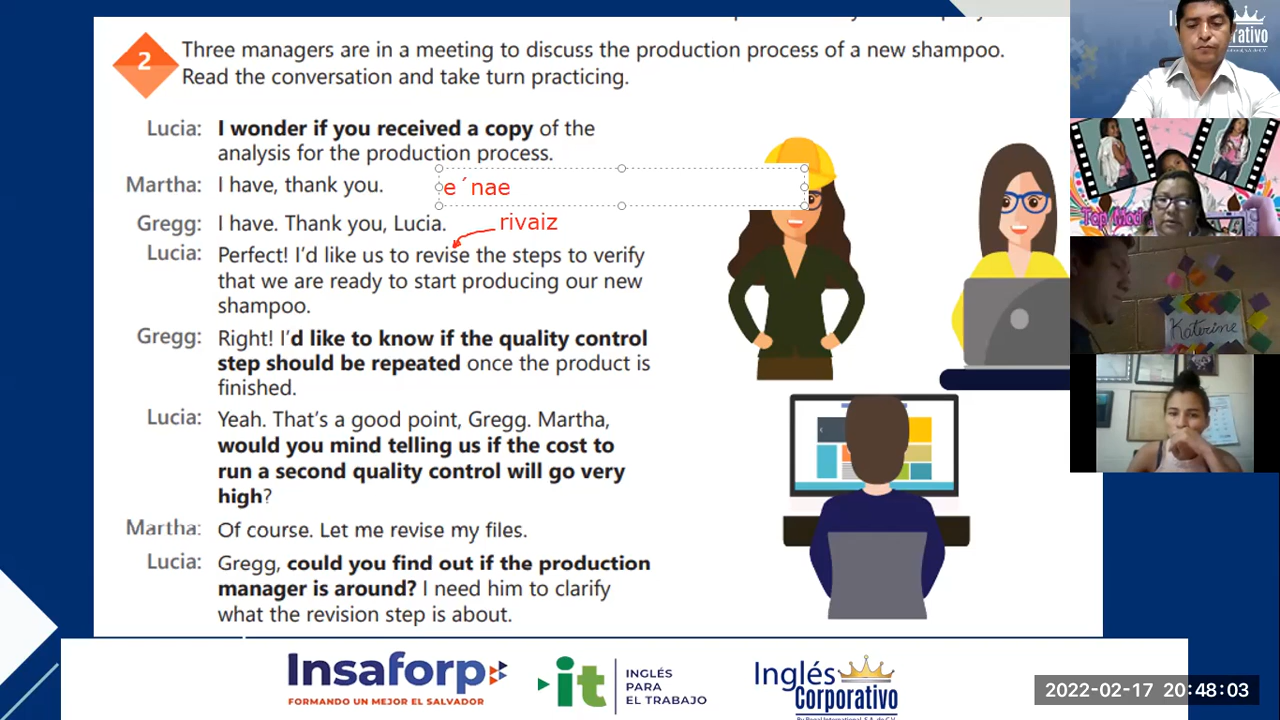 2
Three managers are in a meeting to discuss the production process of a new shampoo.
Read the conversation and take turn practicing.
Lucia: I wonder if you received a copy of the
analysis for the production process.
Martha: I have, thank you.
e´nae
Gregg: I have. Thank you, Lucia.
rivaiz
Lucia: Perfect! I'd like us to revise the steps to verify
that we are ready to start producing our new
shampoo.
Gregg: Right! I'd like to know if the quality control
step should be repeated once the product is
finished.
Lucia: Yeah. That's a good point, Gregg. Martha,
would you mind telling us if the cost to
run a second quality control will go very
high?
Martha: Of course. Let me revise my files.
Lucia: Gregg, could you find out if the production
manager is around? I need him to clarify
what the revision step is about.
Katerine
Insaforp
FORMANDO UN MEJOR EL SALVADOR
it
INGLÉS
PARA
EL TRABAJO
Inglés
Corporativo
2022-02-17 20:48:03